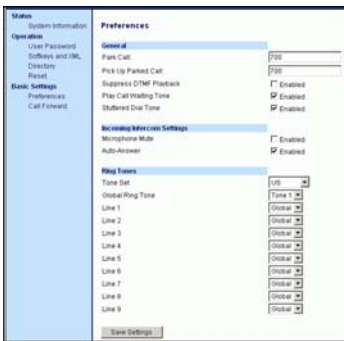 Status
System Information
Operation
User Password
Softkeys and XML
Directory
Reset
Basic Settings
Preferences
Call Forward
Preferences
General
Park Call: 700
Pick Up Parked Call: 700
Suppress DTMF Playback Enabled
Play Call Waiting Tone Enabled
Stuttered Dial Tone Enabled
Incoming Intercom Settings
Microphone Mute Enabled
Auto-Answer Enabled
Ring Tones
Tone Set US
Global Ring Tone Tone 1
Line 1 Global
Line 2 Global
Line 3 Global
Line 4 Global
Line 5 Global
Line 6 Global
Line 7 Global
Line 8 Global
Line 9 Global
Save Settings